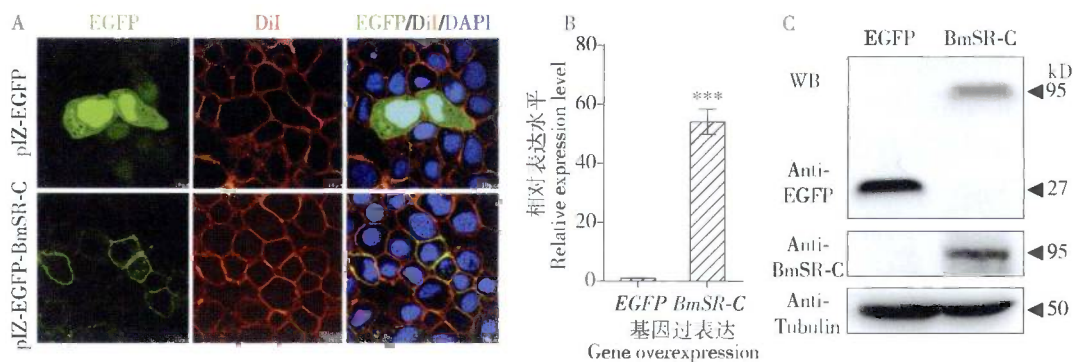 A
EGFP
DiI
EGFP/DiI/DAPI
pIZ-EGFP
pIZ-EGFP-BmSR-C
B
相对表达水平
Relative expression level
80
60
40
20
0
***
EGFP BmSR-C
基因过表达
Gene overexpression
C
EGFP BmSR-C
WB
kD
95
Anti-
EGFP
27
Anti-
BmSR-C
95
Anti-
Tubulin
50